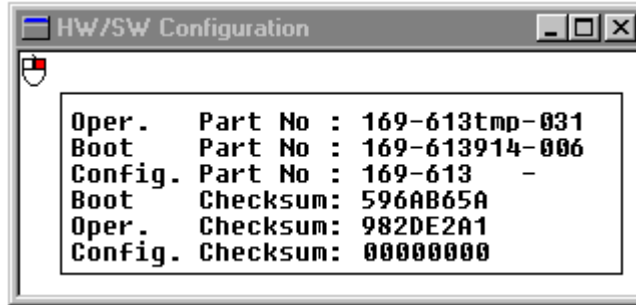 HW/SW Configuration
Oper. Part No : 169-613tmp-031
Boot Part No : 169-613914-006
Config. Part No : 169-613 -
Boot Checksum: 596AB65A
Oper. Checksum: 982DE2A1
Config. Checksum: 00000000